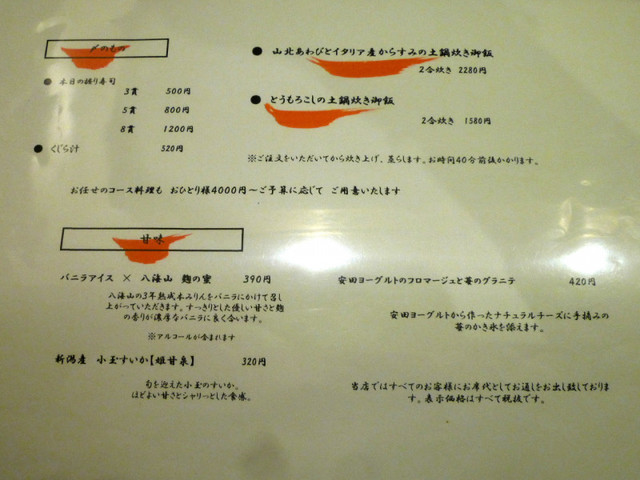 〆のもの
● 本日の握り寿司
3貫 500円
5貫 800円
8貫 1200円
● くじら汁 520円
● 山北あわびとイタリア産からすみの土鍋炊き御飯
2合炊き 2280円
● とうもろこしの土鍋炊き御飯
2合炊き 1580円
※ご注文をいただいてから炊き上げ、蒸らします。お時間40分前後かかります。
お任せのコース料理も おひとり様4000円～ご予算に応じて ご用意いたします
甘味
バニラアイス × 八海山 麹の蜜 390円
八海山の3年熟成本みりんをバニラにかけて召し
上がっていただきます。すっきりとした優しい甘さと麹
の香りが濃厚なバニラに良く合います。
※アルコールが含まれます
新潟産 小玉すいか【姫甘泉】 320円
旬を迎えた小玉のすいか。
ほどよい甘さとシャリっとした食感。
安田ヨーグルトのフロマージュと苺のグラニテ 420円
安田ヨーグルトから作ったナチュラルチーズに手摘みの
苺のかき氷を添えます。
当店ではすべてのお客様にお席代としてお通しをお出し致しておりま
す。表示価格はすべて税抜です。